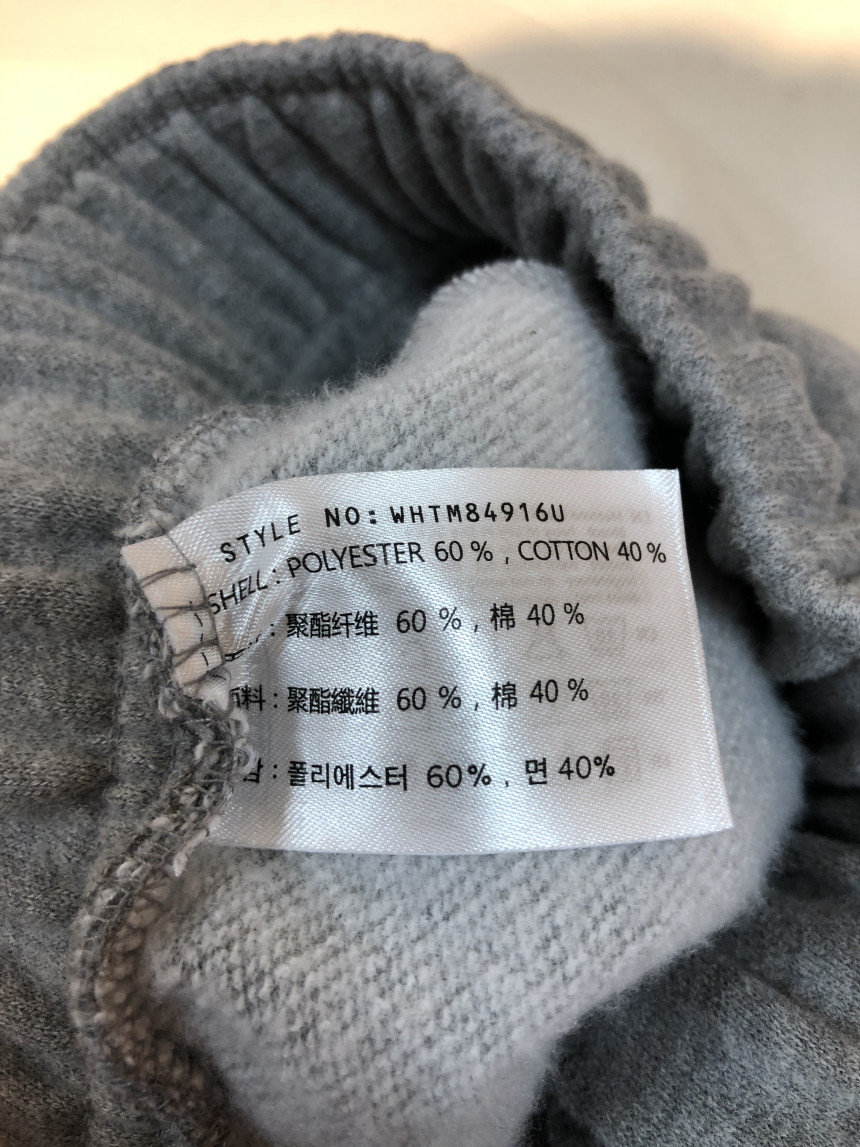 STYLE NO: WHTM84916U
SHELL: POLYESTER 60 % , COTTON 40 %
: 聚酯纤维 60 % , 棉 40 %
料 : 聚酯纖維 60 % , 棉 40 %
: 폴리에스터 60% , 면 40%